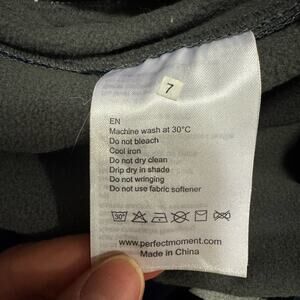 7
EN
Machine wash at 30°C
Do not bleach
Cool iron
Do not dry clean
Drip dry in shade
Do not wringing
Do not use fabric softener
30°
www.perfectmoment.com
Made in China